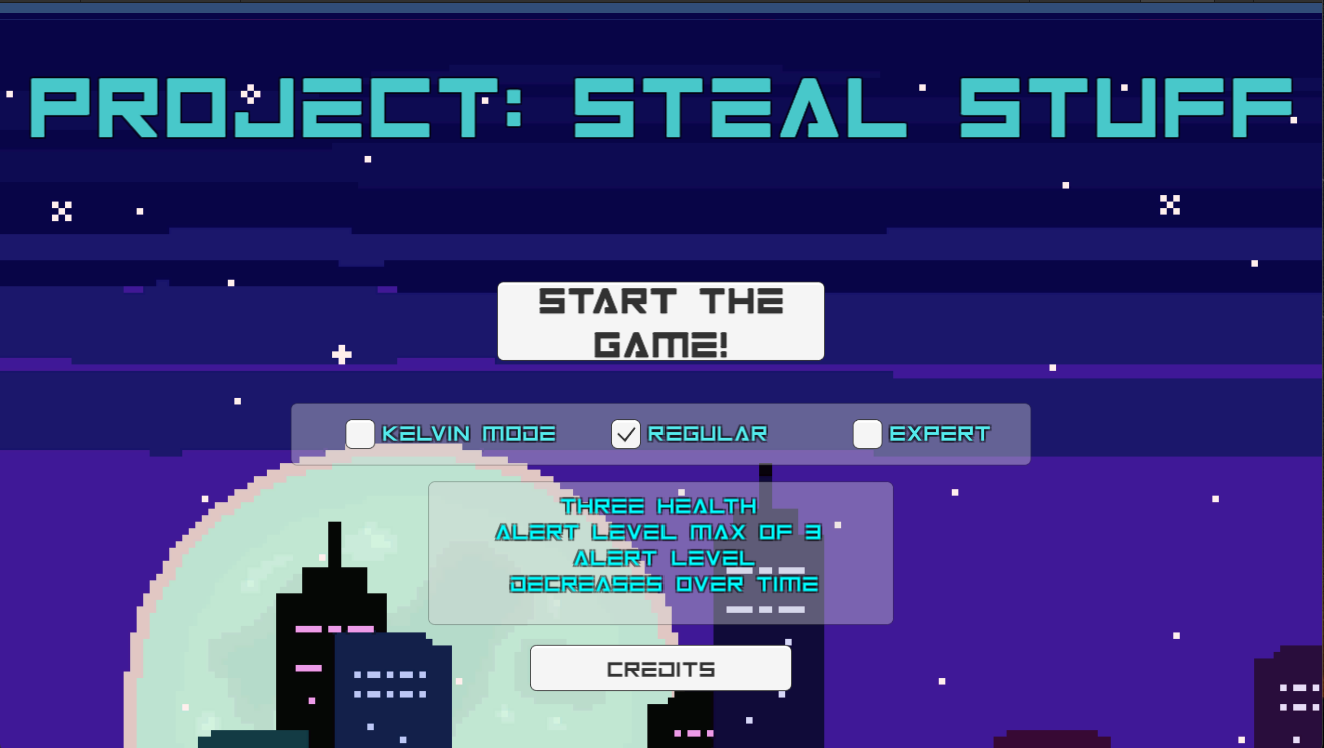 PROJECT: STEAL STUFF
START THE
GAME!
KELVIN MODE REGULAR EXPERT
THREE HEALTH
ALERT LEVEL MAX OF 3
ALERT LEVEL
DECREASES OVER TIME
CREDITS